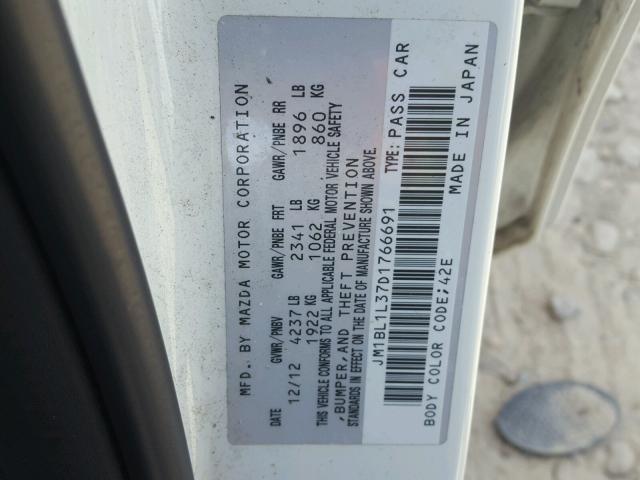 MFD. BY MAZDA MOTOR CORPORATION
GVWR/PNBV GAWR/PNBE FRT GAWR/PNBE RR
12/12 4237 LB 2341 LB 1896 LB
1922 KG 1062 KG 860 KG
THIS VEHICLE CONFORMS TO ALL APPLICABLE FEDERAL MOTOR VEHICLE SAFETY
,BUMPER,AND THEFT PREVENTION
STANDARDS IN EFFECT ON THE DATE OF MANUFACTURE SHOWN ABOVE.
JM1BL1L37D1766691 TYPE: PASS CAR
BODY COLOR CODE;42E MADE IN JAPAN